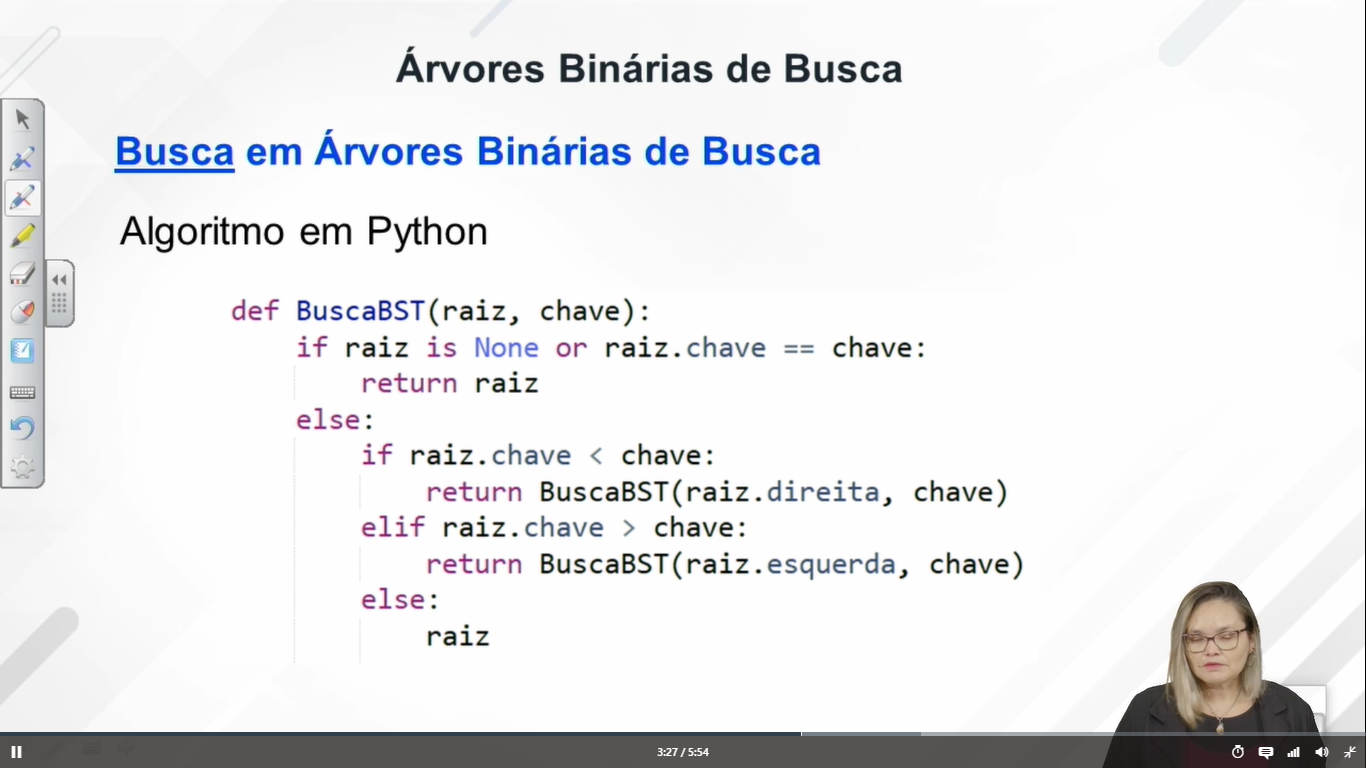 Árvores Binárias de Busca
Busca em Árvores Binárias de Busca
Algoritmo em Python
def BuscaBST(raiz, chave):
    if raiz is None or raiz.chave == chave:
        return raiz
    else:
        if raiz.chave < chave:
            return BuscaBST(raiz.direita, chave)
        elif raiz.chave > chave:
            return BuscaBST(raiz.esquerda, chave)
        else:
            raiz
3:27 / 5:54